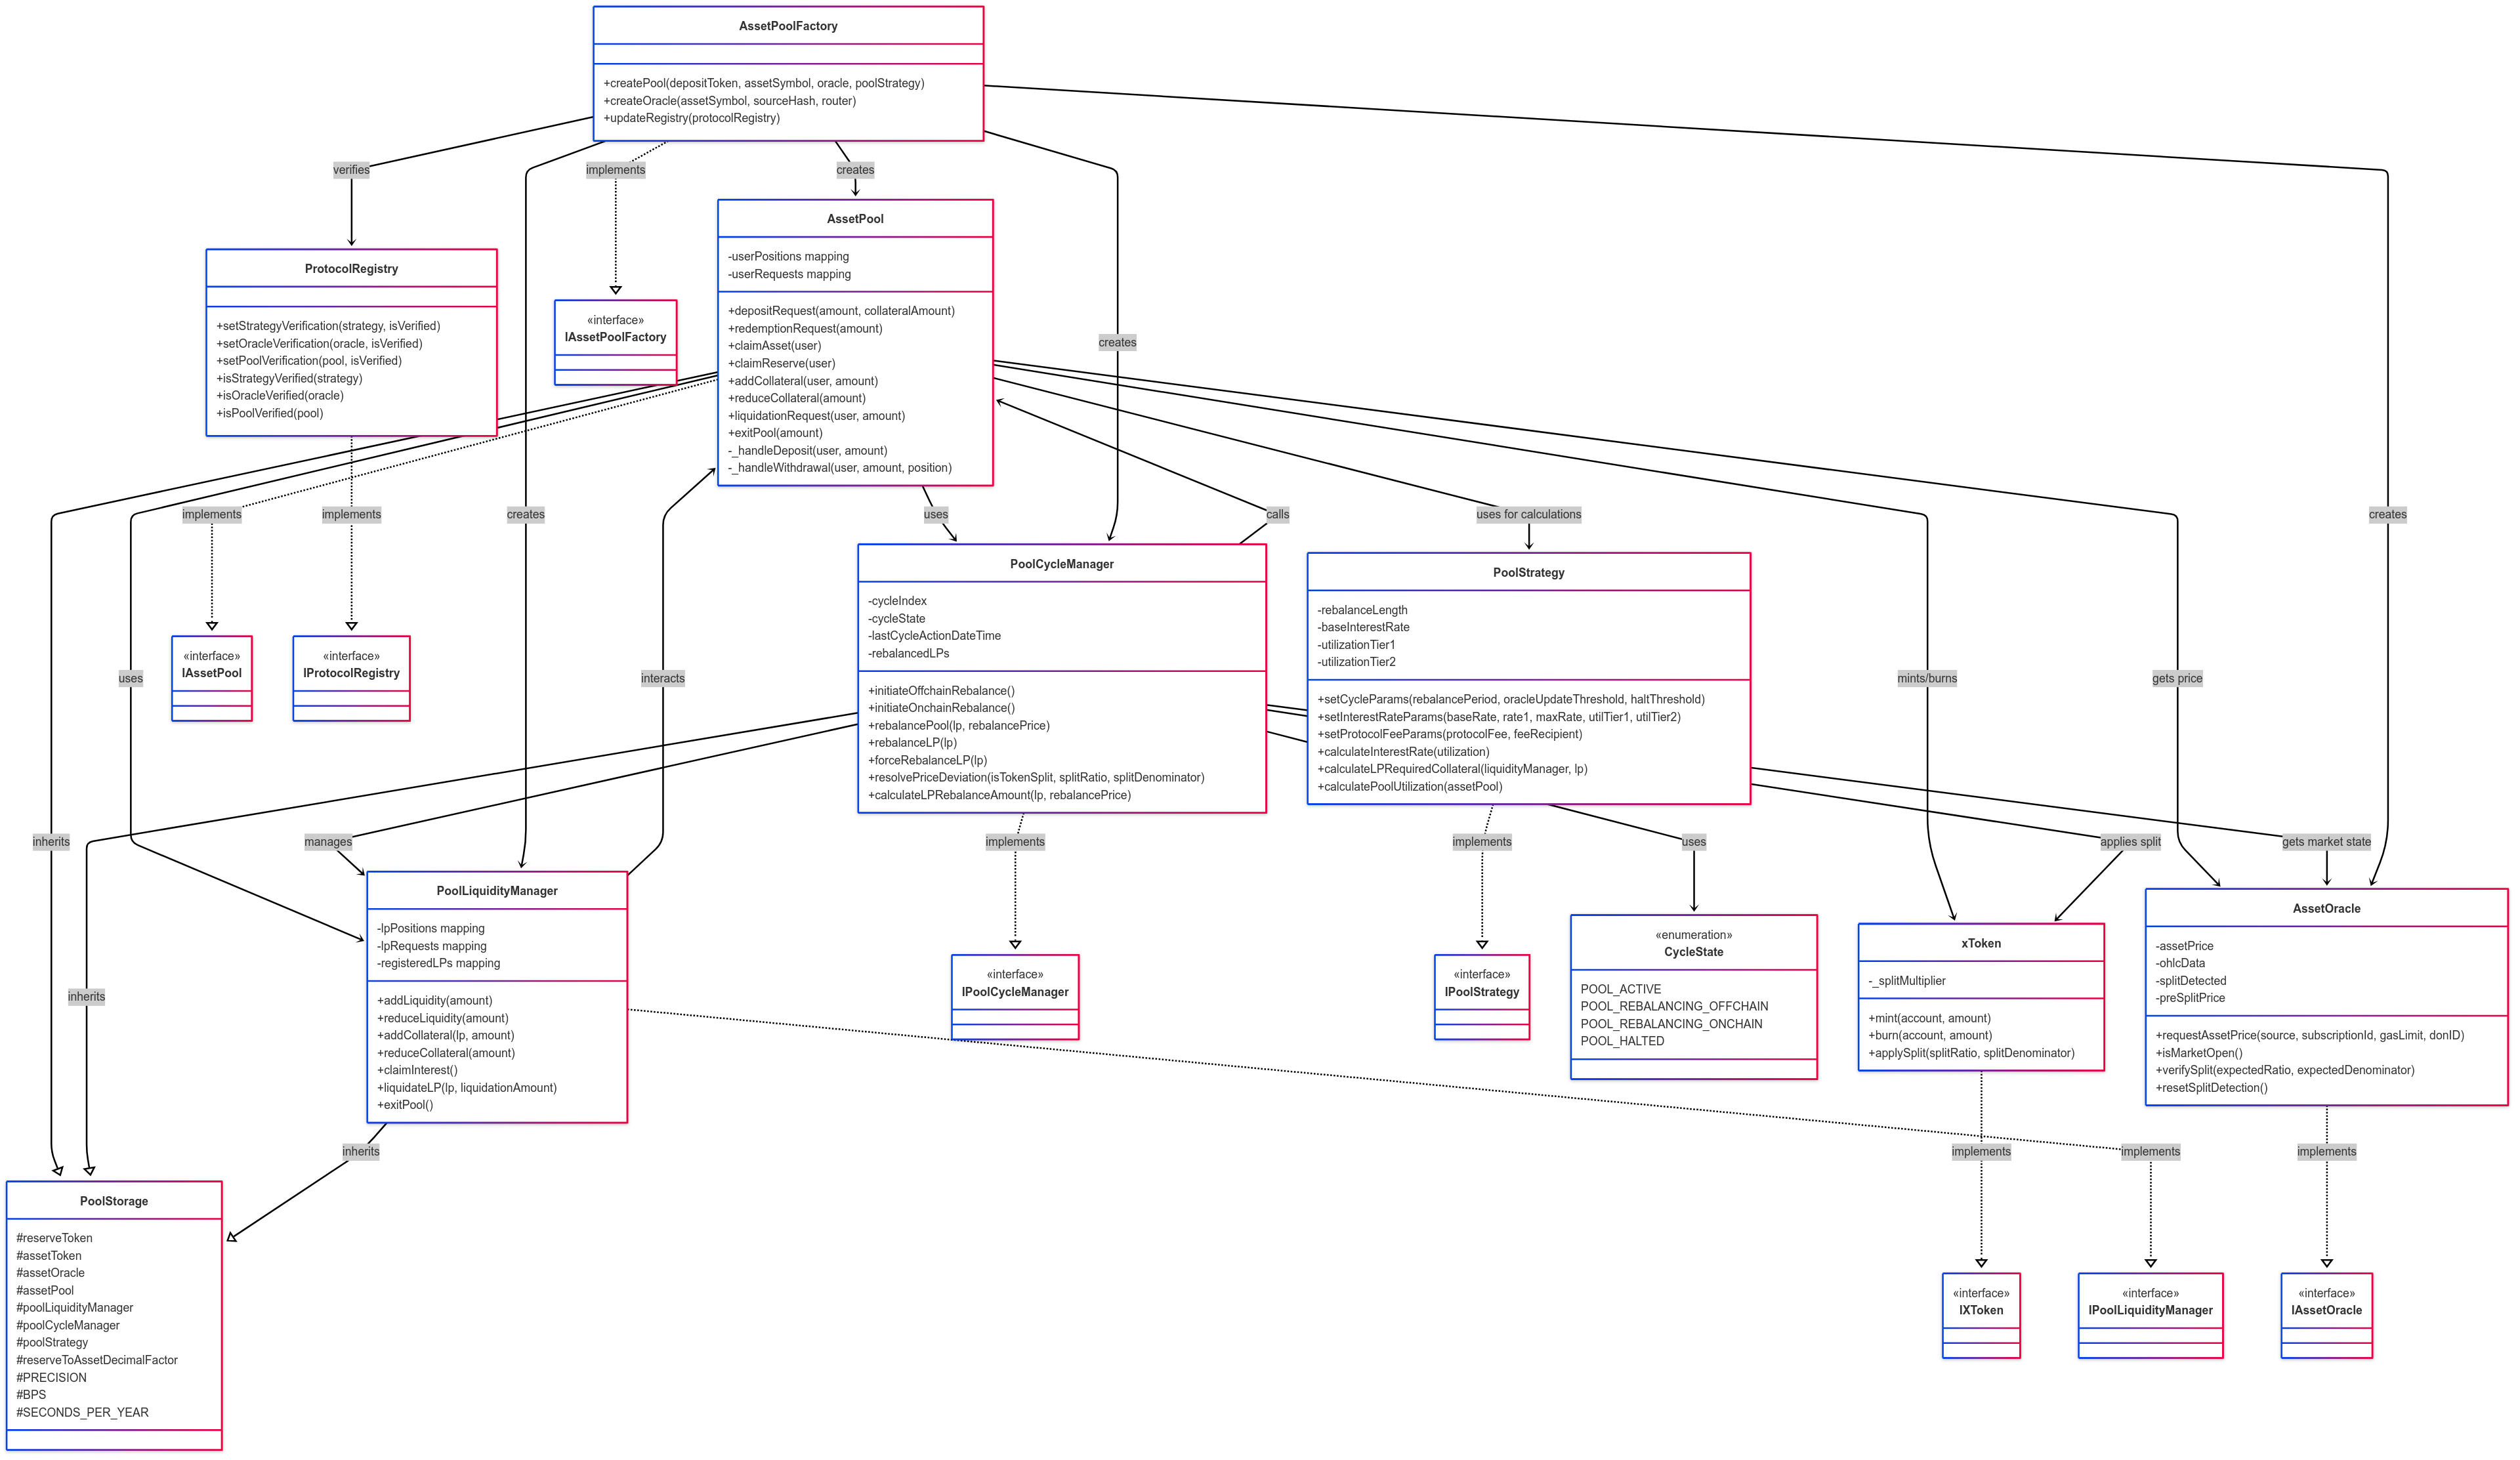 AssetPoolFactory
+createPool(depositToken, assetSymbol, oracle, poolStrategy)
+createOracle(assetSymbol, sourceHash, router)
+updateRegistry(protocolRegistry)
verifies
implements
creates
AssetPool
-userPositions mapping
-userRequests mapping
+depositRequest(amount, collateralAmount)
+redemptionRequest(amount)
+claimAsset(user)
+claimReserve(user)
+addCollateral(user, amount)
+reduceCollateral(amount)
+liquidationRequest(user, amount)
+exitPool(amount)
-_handleDeposit(user, amount)
-_handleWithdrawal(user, amount, position)
ProtocolRegistry
+setStrategyVerification(strategy, isVerified)
+setOracleVerification(oracle, isVerified)
+setPoolVerification(pool, isVerified)
+isStrategyVerified(strategy)
+isOracleVerified(oracle)
+isPoolVerified(pool)
«interface»
IAssetPoolFactory
creates
implements
implements
creates
uses
calls
uses for calculations
creates
PoolCycleManager
-cycleIndex
-cycleState
-lastCycleActionDateTime
-rebalancedLPs
+initiateOffchainRebalance()
+initiateOnchainRebalance()
+rebalancePool(lp, rebalancePrice)
+rebalanceLP(lp)
+forceRebalanceLP(lp)
+resolvePriceDeviation(isTokenSplit, splitRatio, splitDenominator)
+calculateLPRebalanceAmount(lp, rebalancePrice)
PoolStrategy
-rebalanceLength
-baseInterestRate
-utilizationTier1
-utilizationTier2
+setCycleParams(rebalancePeriod, oracleUpdateThreshold, haltThreshold)
+setInterestRateParams(baseRate, rate1, maxRate, utilTier1, utilTier2)
+setProtocolFeeParams(protocolFee, feeRecipient)
+calculateInterestRate(utilization)
+calculateLPRequiredCollateral(liquidityManager, lp)
+calculatePoolUtilization(assetPool)
«interface»
IAssetPool
«interface»
IProtocolRegistry
uses
interacts
mints/burns
gets price
inherits
manages
implements
implements
uses
applies split
gets market state
PoolLiquidityManager
-lpPositions mapping
-lpRequests mapping
-registeredLPs mapping
+addLiquidity(amount)
+reduceLiquidity(amount)
+addCollateral(lp, amount)
+reduceCollateral(amount)
+claimInterest()
+liquidateLP(lp, liquidationAmount)
+exitPool()
«interface»
IPoolCycleManager
«interface»
IPoolStrategy
«enumeration»
CycleState
POOL_ACTIVE
POOL_REBALANCING_OFFCHAIN
POOL_REBALANCING_ONCHAIN
POOL_HALTED
xToken
-_splitMultiplier
+mint(account, amount)
+burn(account, amount)
+applySplit(splitRatio, splitDenominator)
AssetOracle
-assetPrice
-ohlcData
-splitDetected
-preSplitPrice
+requestAssetPrice(source, subscriptionId, gasLimit, donID)
+isMarketOpen()
+verifySplit(expectedRatio, expectedDenominator)
+resetSplitDetection()
inherits
inherits
implements
implements
implements
PoolStorage
#reserveToken
#assetToken
#assetOracle
#assetPool
#poolLiquidityManager
#poolCycleManager
#poolStrategy
#reserveToAssetDecimalFactor
#PRECISION
#BPS
#SECONDS_PER_YEAR
«interface»
IXToken
«interface»
IPoolLiquidityManager
«interface»
IAssetOracle